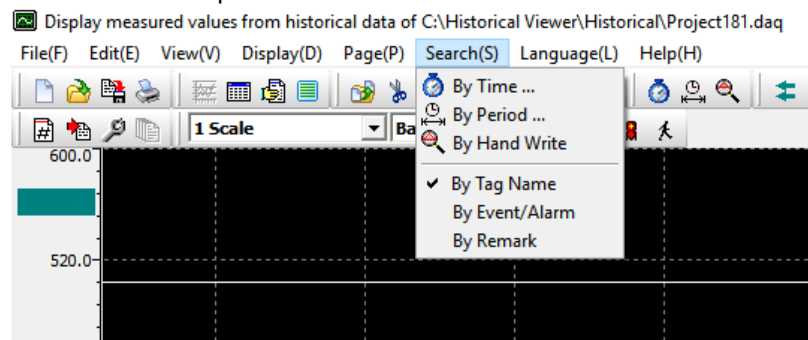 Display measured values from historical data of C:\Historical Viewer\Historical\Project181.daq
File(F) Edit(E) View(V) Display(D) Page(P) Search(S) Language(L) Help(H)
By Time ...
By Period ...
1 Scale Ba
By Hand Write
600.0
By Tag Name
By Event/Alarm
By Remark
520.0